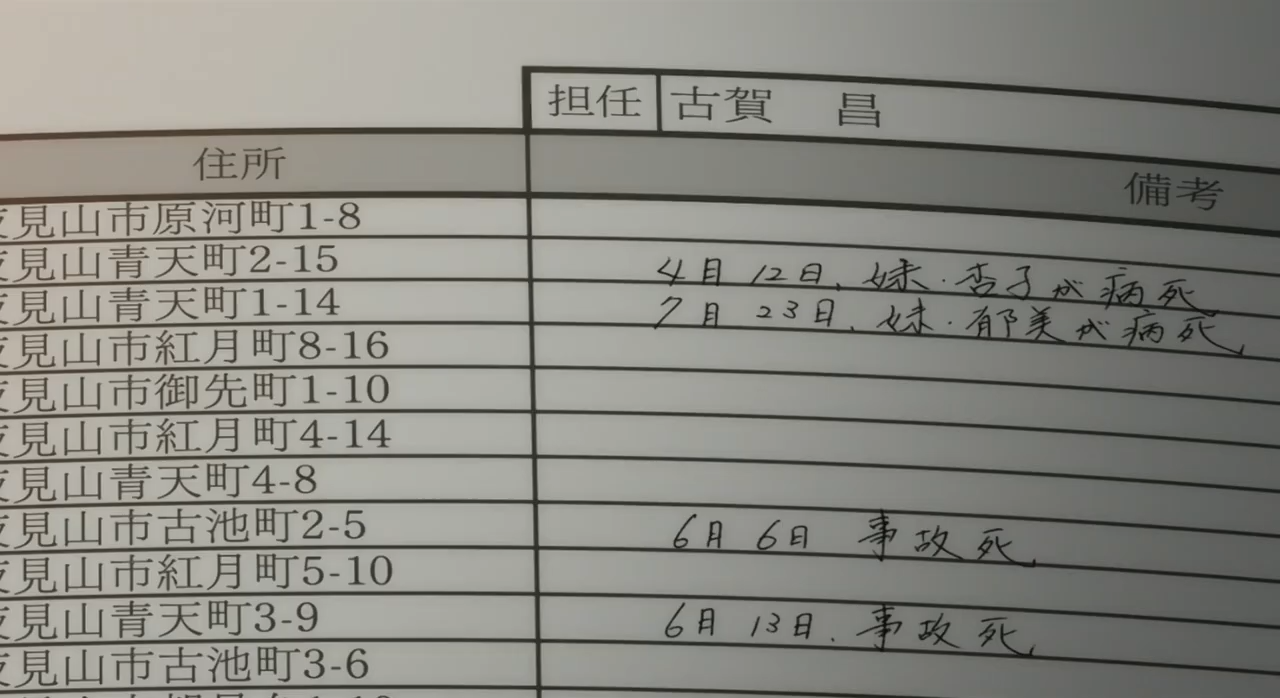 担任 古賀 昌
住所 備考
見山市原河町1-8
見山青天町2-15 4月12日、妹・杏子が病死
見山青天町1-14 7月23日、妹・郁美が病死、
見山市紅月町8-16
見山市御先町1-10
見山市紅月町4-14
見山青天町4-8
見山市古池町2-5 6月6日 事故死、
見山市紅月町5-10
見山青天町3-9 6月13日、事故死、
見山市古池町3-6